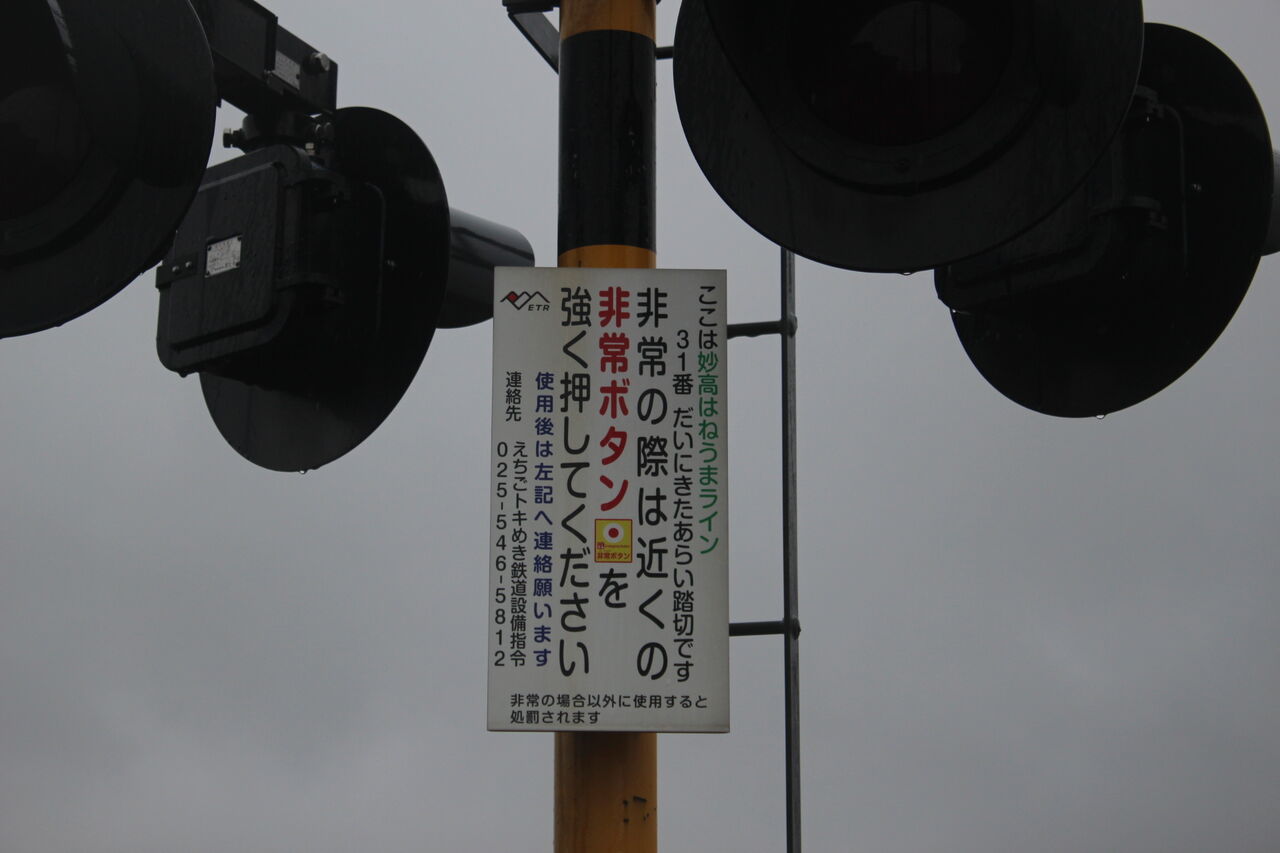 ここは妙高はねうまライン
31番 だいにきたあらい踏切です
非常の際は近くの
非常ボタン
非常ボタン
を
強く押してください
使用後は左記へ連絡願います
連絡先 えちごトキめき鉄道設備指令
025-546-5812
ETR
非常の場合以外に使用すると
処罰されます